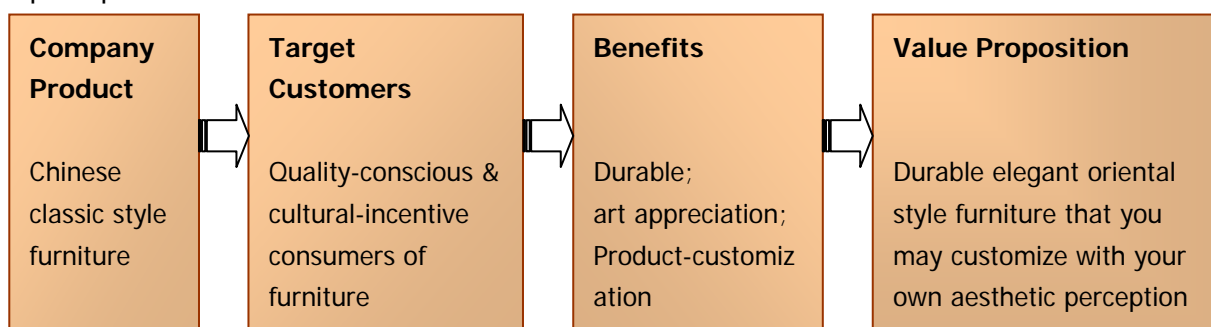 Company
Product
Chinese
classic style
furniture
Target
Customers
Quality-conscious &
cultural-incentive
consumers of
furniture
Benefits
Durable;
art appreciation;
Product-customiz
ation
Value Proposition
Durable elegant oriental
style furniture that you
may customize with your
own aesthetic perception